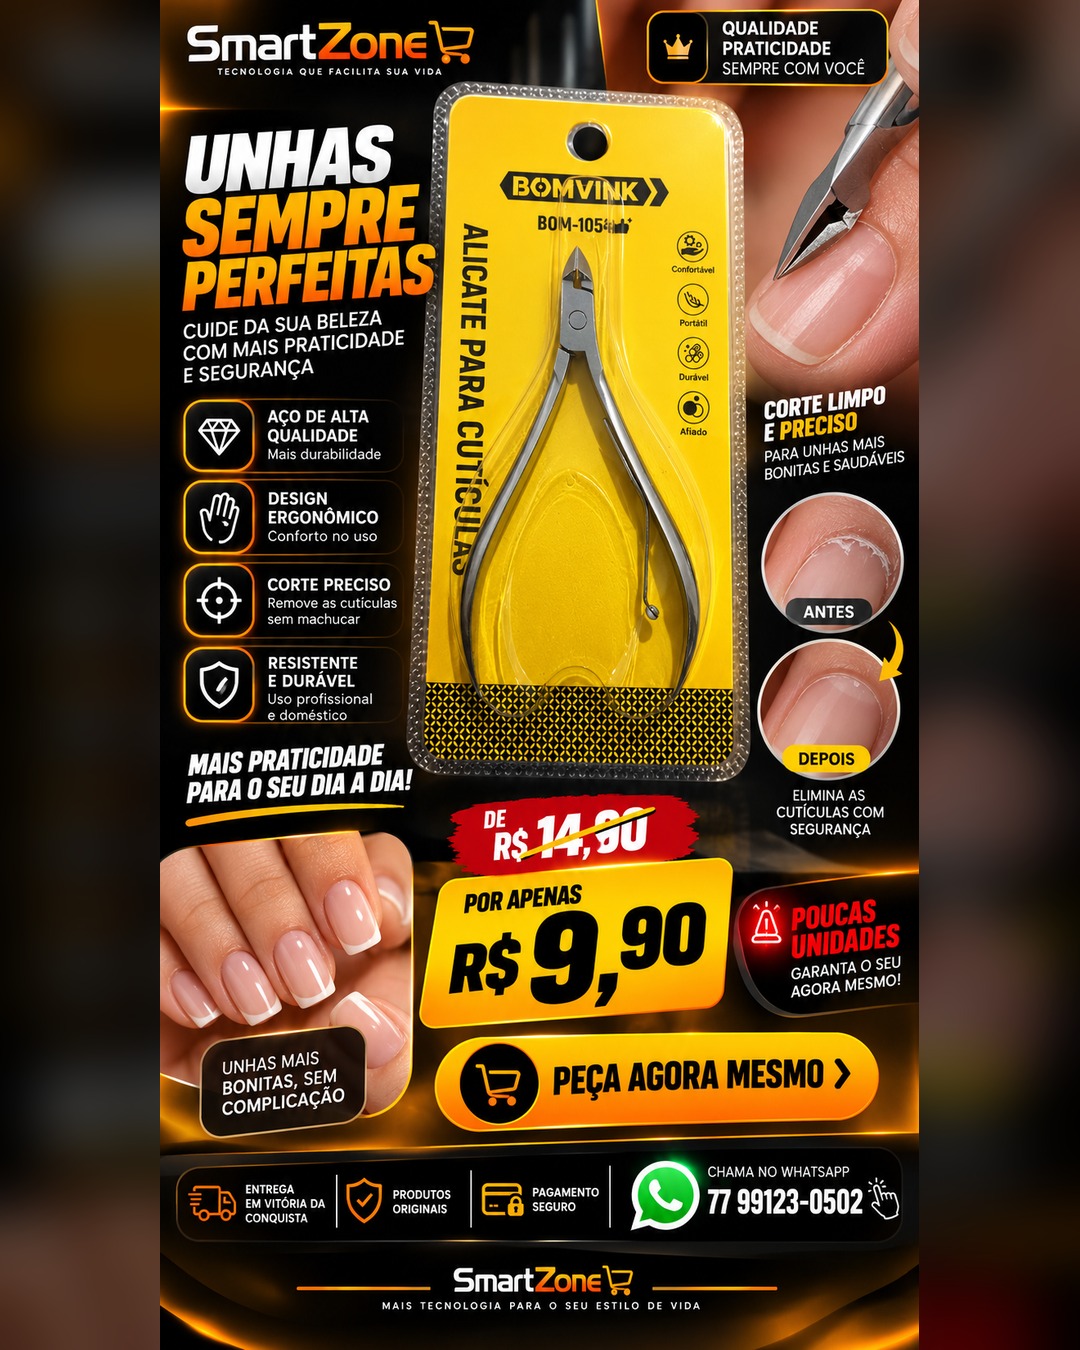 SmartZone
TECNOLOGIA QUE FACILITA SUA VIDA
QUALIDADE
PRATICIDADE
SEMPRE COM VOCÊ
UNHAS
SEMPRE
PERFEITAS
CUIDE DA SUA BELEZA
COM MAIS PRATICIDADE
E SEGURANÇA
AÇO DE ALTA
QUALIDADE
Mais durabilidade
DESIGN
ERGONÔMICO
Conforto no uso
CORTE PRECISO
Remove as cutículas
sem machucar
RESISTENTE
E DURÁVEL
Uso profissional
e doméstico
MAIS PRATICIDADE
PARA O SEU DIA A DIA!
BOMVINK
BOM-105
ALICATE PARA CUTÍCULAS
Confortável
Portátil
Durável
Afiado
CORTE LIMPO
E PRECISO
PARA UNHAS MAIS
BONITAS E SAUDÁVEIS
ANTES
DEPOIS
ELIMINA AS
CUTÍCULAS COM
SEGURANÇA
DE
R$ 14,90
POR APENAS
R$ 9,90
POUCAS
UNIDADES
GARANTA O SEU
AGORA MESMO!
UNHAS MAIS
BONITAS, SEM
COMPLICAÇÃO
PEÇA AGORA MESMO
ENTREGA
EM VITÓRIA DA
CONQUISTA
PRODUTOS
ORIGINAIS
PAGAMENTO
SEGURO
CHAMA NO WHATSAPP
77 99123-0502
SmartZone
MAIS TECNOLOGIA PARA O SEU ESTILO DE VIDA